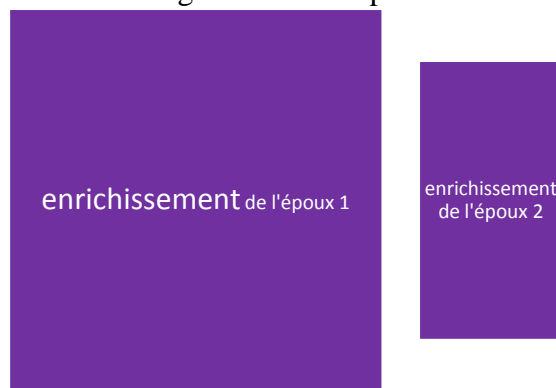 enrichissement de l'époux 1
enrichissement
de l'époux 2